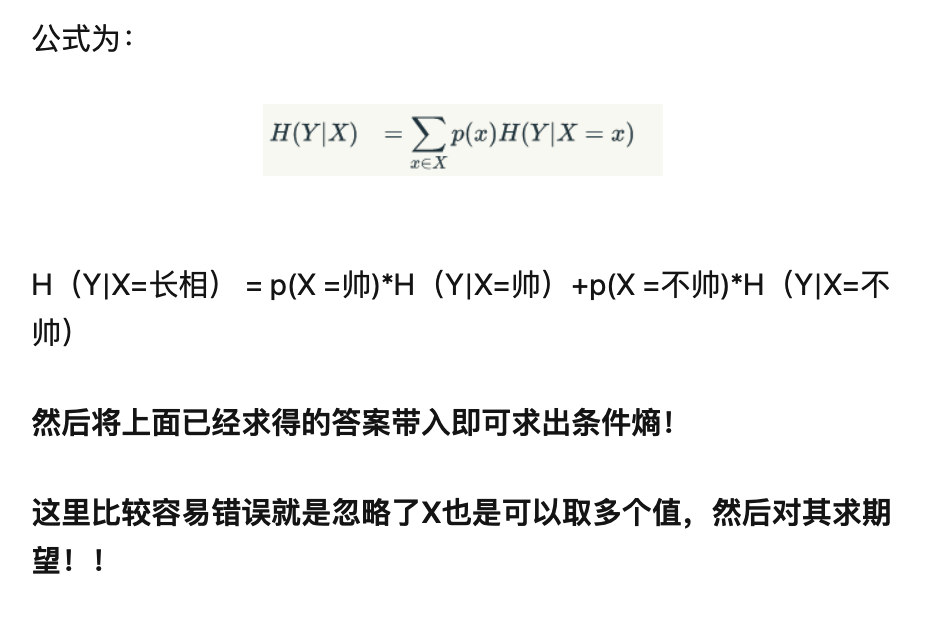 公式为：
H(Y|X) = ∑ p(x)H(Y|X = x)
x∈X
H（Y|X=长相） = p(X =帅)*H（Y|X=帅）+p(X =不帅)*H（Y|X=不
帅）
然后将上面已经求得的答案带入即可求出条件熵！
这里比较容易错误就是忽略了X也是可以取多个值，然后对其求期
望！！